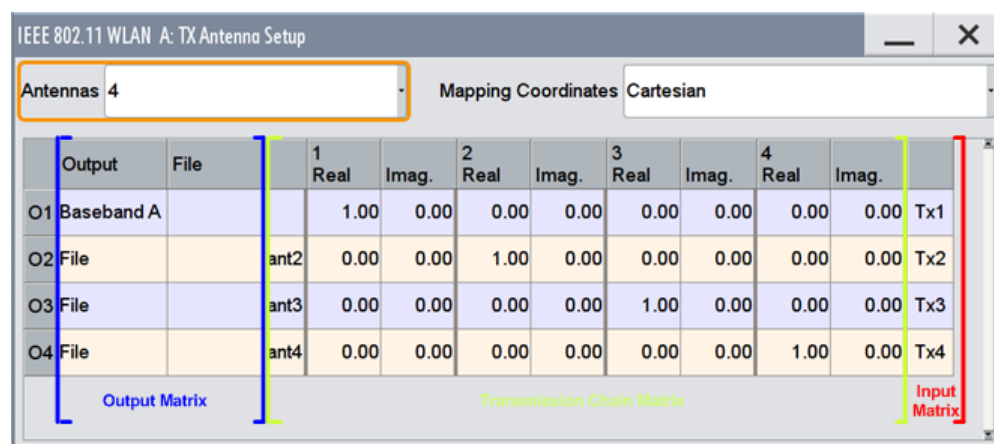 IEEE 802.11 WLAN A: TX Antenna Setup
Antennas 4 Mapping Coordinates Cartesian
Output File 1 Real Imag. 2 Real Imag. 3 Real Imag. 4 Real Imag.
O1 Baseband A 1.00 0.00 0.00 0.00 0.00 0.00 0.00 0.00 Tx1
O2 File ant2 0.00 0.00 1.00 0.00 0.00 0.00 0.00 0.00 Tx2
O3 File ant3 0.00 0.00 0.00 0.00 1.00 0.00 0.00 0.00 Tx3
O4 File ant4 0.00 0.00 0.00 0.00 0.00 0.00 1.00 0.00 Tx4
Output Matrix Transmission Chain Matrix Input
Matrix